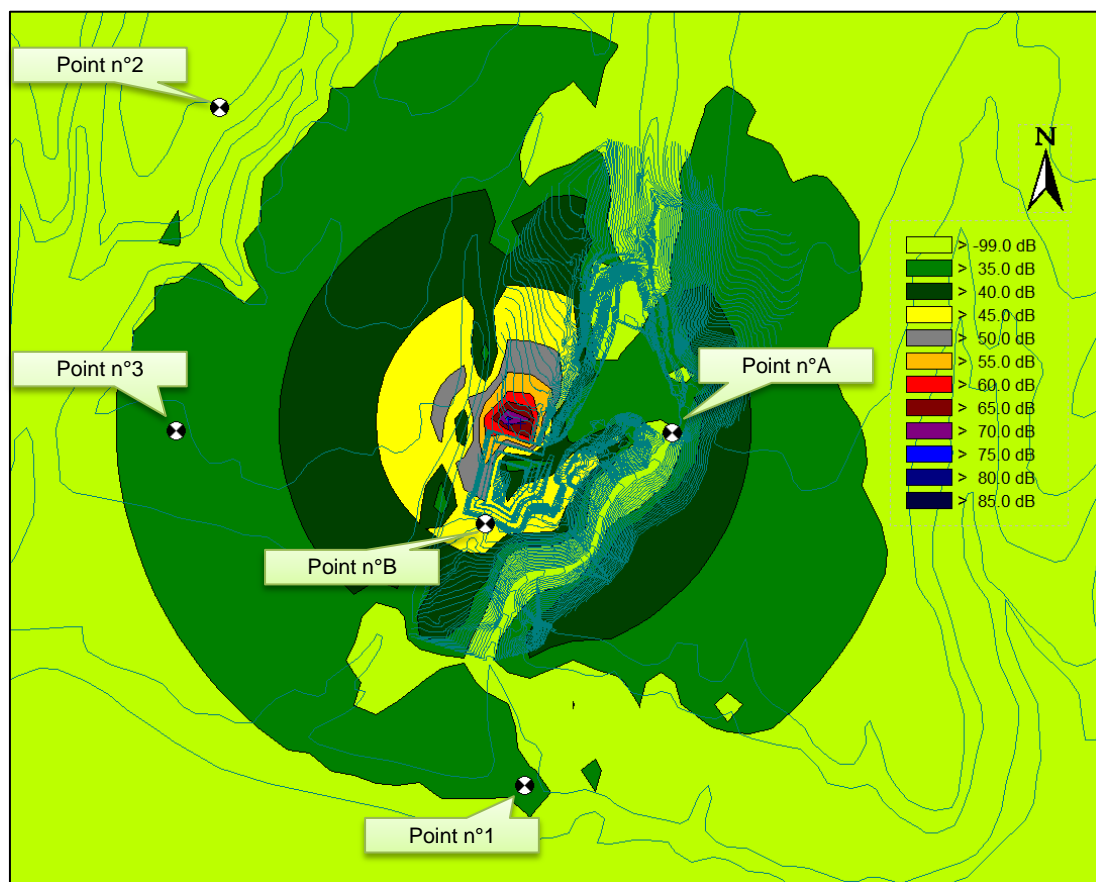 Point n°2
N
> -99.0 dB
> 35.0 dB
> 40.0 dB
> 45.0 dB
> 50.0 dB
> 55.0 dB
> 60.0 dB
> 65.0 dB
> 70.0 dB
> 75.0 dB
> 80.0 dB
> 85.0 dB
Point n°3
Point n°A
Point n°B
Point n°1